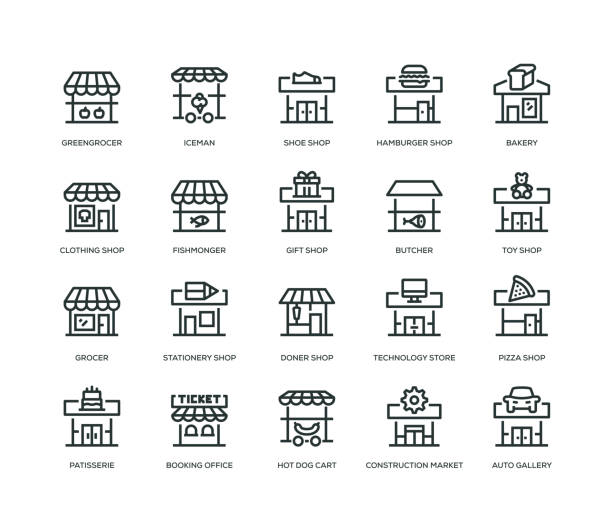 GREENGROCER
ICEMAN
SHOE SHOP
HAMBURGER SHOP
BAKERY
CLOTHING SHOP
FISHMONGER
GIFT SHOP
BUTCHER
TOY SHOP
GROCER
STATIONERY SHOP
DONER SHOP
TECHNOLOGY STORE
PIZZA SHOP
TICKET
PATISSERIE
BOOKING OFFICE
HOT DOG CART
CONSTRUCTION MARKET
AUTO GALLERY